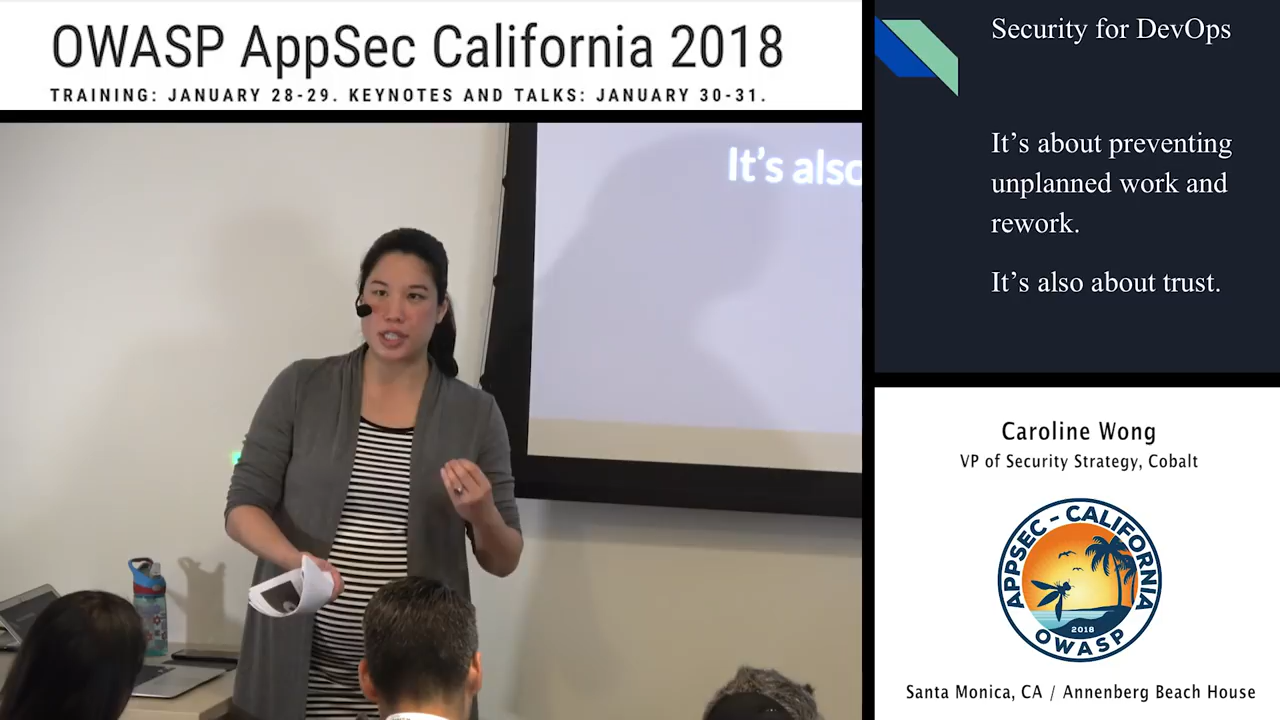 OWASP AppSec California 2018
TRAINING: JANUARY 28-29. KEYNOTES AND TALKS: JANUARY 30-31.
It's also
Security for DevOps
It's about preventing
unplanned work and
rework.
It's also about trust.
Caroline Wong
VP of Security Strategy, Cobalt
APPSEC - CALIFORNIA
2018
OWASP
Santa Monica, CA / Annenberg Beach House